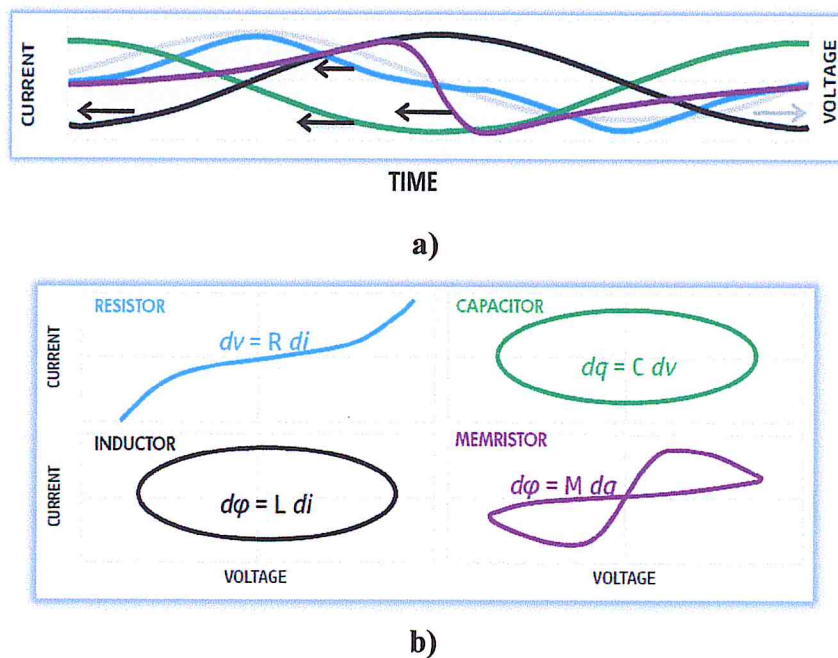 CURRENT
VOLTAGE
TIME
a)
RESISTOR
CURRENT
dv = R di
CAPACITOR
dq = C dv
INDUCTOR
CURRENT
dφ = L di
VOLTAGE
MEMRISTOR
dφ = M dq
VOLTAGE
b)